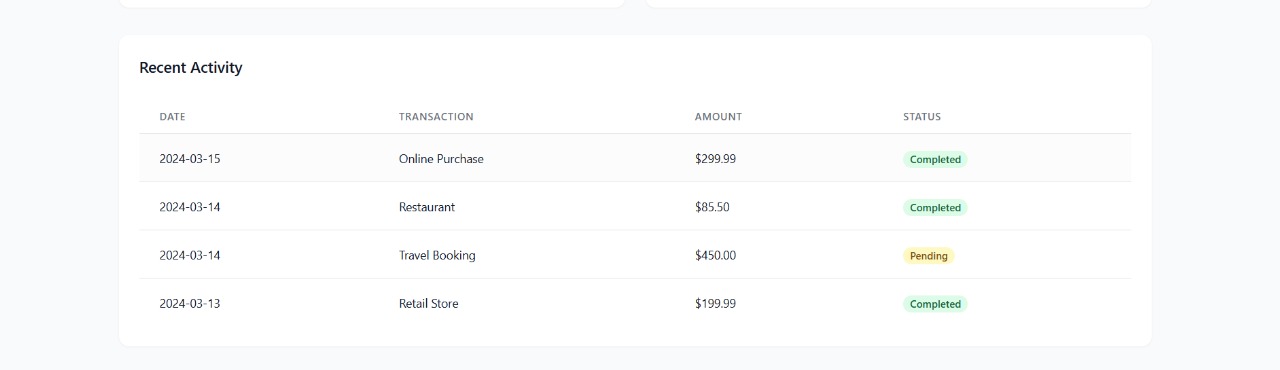 Recent Activity
DATE TRANSACTION AMOUNT STATUS
2024-03-15 Online Purchase $299.99 Completed
2024-03-14 Restaurant $85.50 Completed
2024-03-14 Travel Booking $450.00 Pending
2024-03-13 Retail Store $199.99 Completed